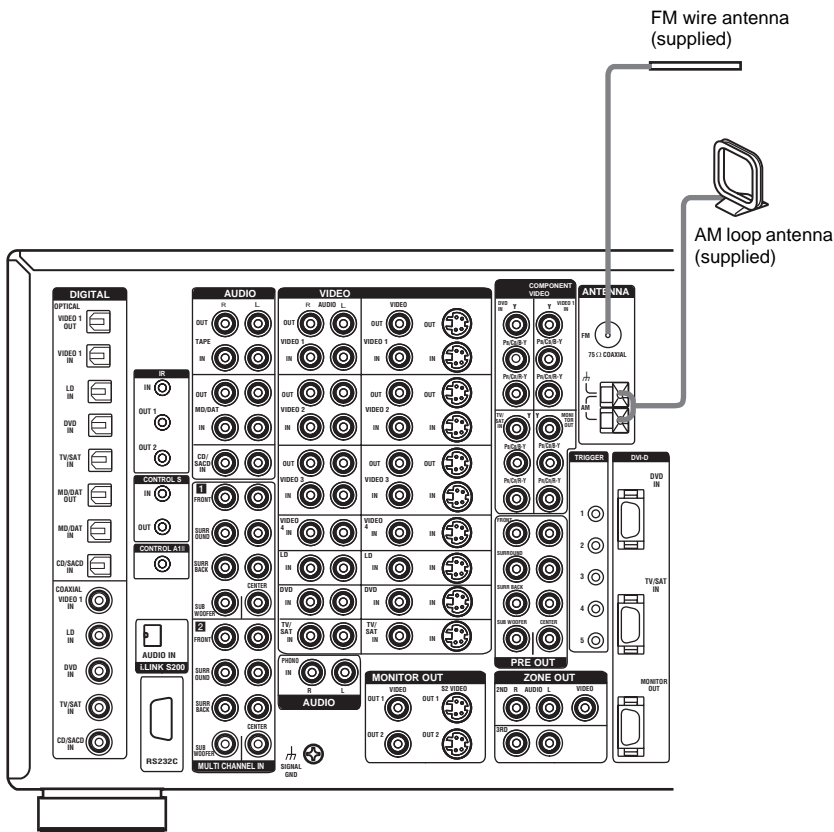 FM wire antenna
(supplied)
AM loop antenna
(supplied)
DIGITAL
OPTICAL
VIDEO 1
OUT
VIDEO 1
IN
LD
IN
DVD
IN
TV/SAT
IN
MD/DAT
OUT
MD/DAT
IN
CD/SACD
IN
COAXIAL
VIDEO 1
IN
LD
IN
DVD
IN
TV/SAT
IN
CD/SACD
IN
IR
IN
OUT 1
OUT 2
CONTROL S
IN
OUT
CONTROL A1II
AUDIO IN
i.LINK S200
RS232C
AUDIO
R L
OUT
TAPE
IN
OUT
MD/DAT
IN
CD/
SACD
IN
1
FRONT
SURR
OUND
SURR
BACK
CENTER
SUB
WOOFER
2
FRONT
SURR
OUND
SURR
BACK
CENTER
SUB
WOOFER
MULTI CHANNEL IN
VIDEO
R AUDIO L VIDEO
OUT OUT OUT
VIDEO 1 VIDEO 1
IN IN IN
OUT OUT OUT
VIDEO 2 VIDEO 2
IN IN IN
OUT OUT OUT
VIDEO 3 VIDEO 3
IN IN IN
VIDEO VIDEO
4 IN 4 IN IN
LD LD
IN IN IN
DVD DVD
IN IN IN
TV/ TV/
SAT SAT
IN IN IN
PHONO
IN
R L
AUDIO
SIGNAL
GND
MONITOR OUT
VIDEO S2 VIDEO
OUT 1 OUT 1
OUT 2 OUT 2
COMPONENT
VIDEO
DVD
IN Y Y VIDEO 1
IN
PB/CB/B-Y PB/CB/B-Y
PR/CR/R-Y PR/CR/R-Y
TV/
SAT
IN Y Y MONI
TOR
OUT
PB/CB/B-Y PB/CB/B-Y
PR/CR/R-Y PR/CR/R-Y
FRONT
SURROUND
SURR BACK
SUB WOOFER CENTER
PRE OUT
ZONE OUT
2ND R AUDIO L VIDEO
3RD
ANTENNA
FM
75 Ω COAXIAL
AM
TRIGGER
1
2
3
4
5
DVI-D
DVD
IN
TV/SAT
IN
MONITOR
OUT